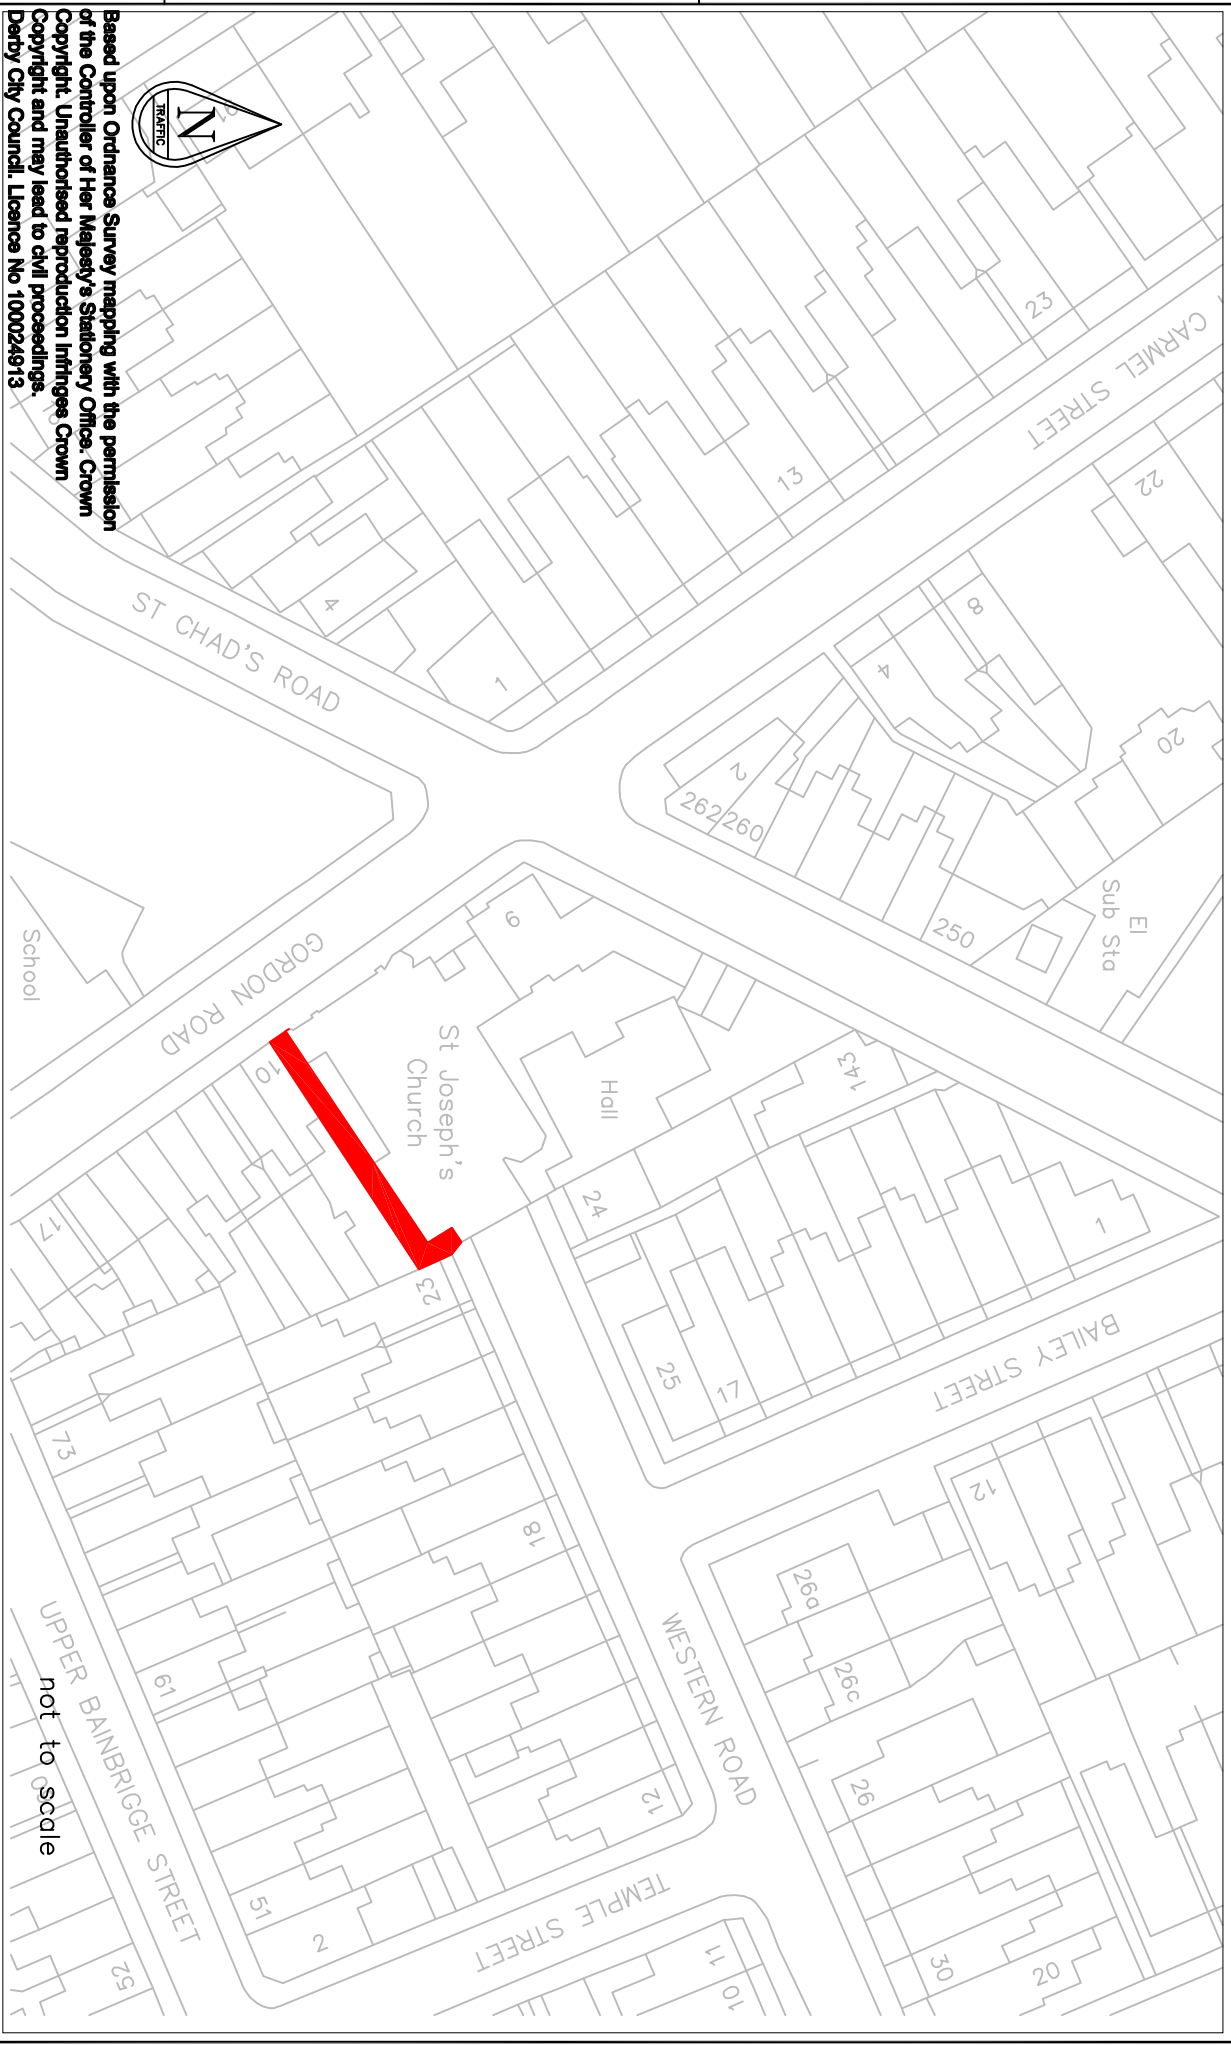 Based upon Ordnance Survey mapping with the permission
of the Controller of Her Majesty's Stationery Office. Crown
Copyright. Unauthorised reproduction infringes Crown
Copyright and may lead to civil proceedings.
Derby City Council. Licence No 100024913
N
TRAFFIC
CARMEL STREET
23
22
13
8
4
20
2
262
260
250
El
Sub Sta
ST CHAD'S ROAD
4
1
GORDON ROAD
School
6
10
St Joseph's
Church
Hall
143
24
1
17
23
25
17
BAILEY STREET
12
73
18
26a
26c
WESTERN ROAD
61
UPPER BAINBRIGGE STREET
12
26
51
2
TEMPLE STREET
52
11
10
30
20
not to scale